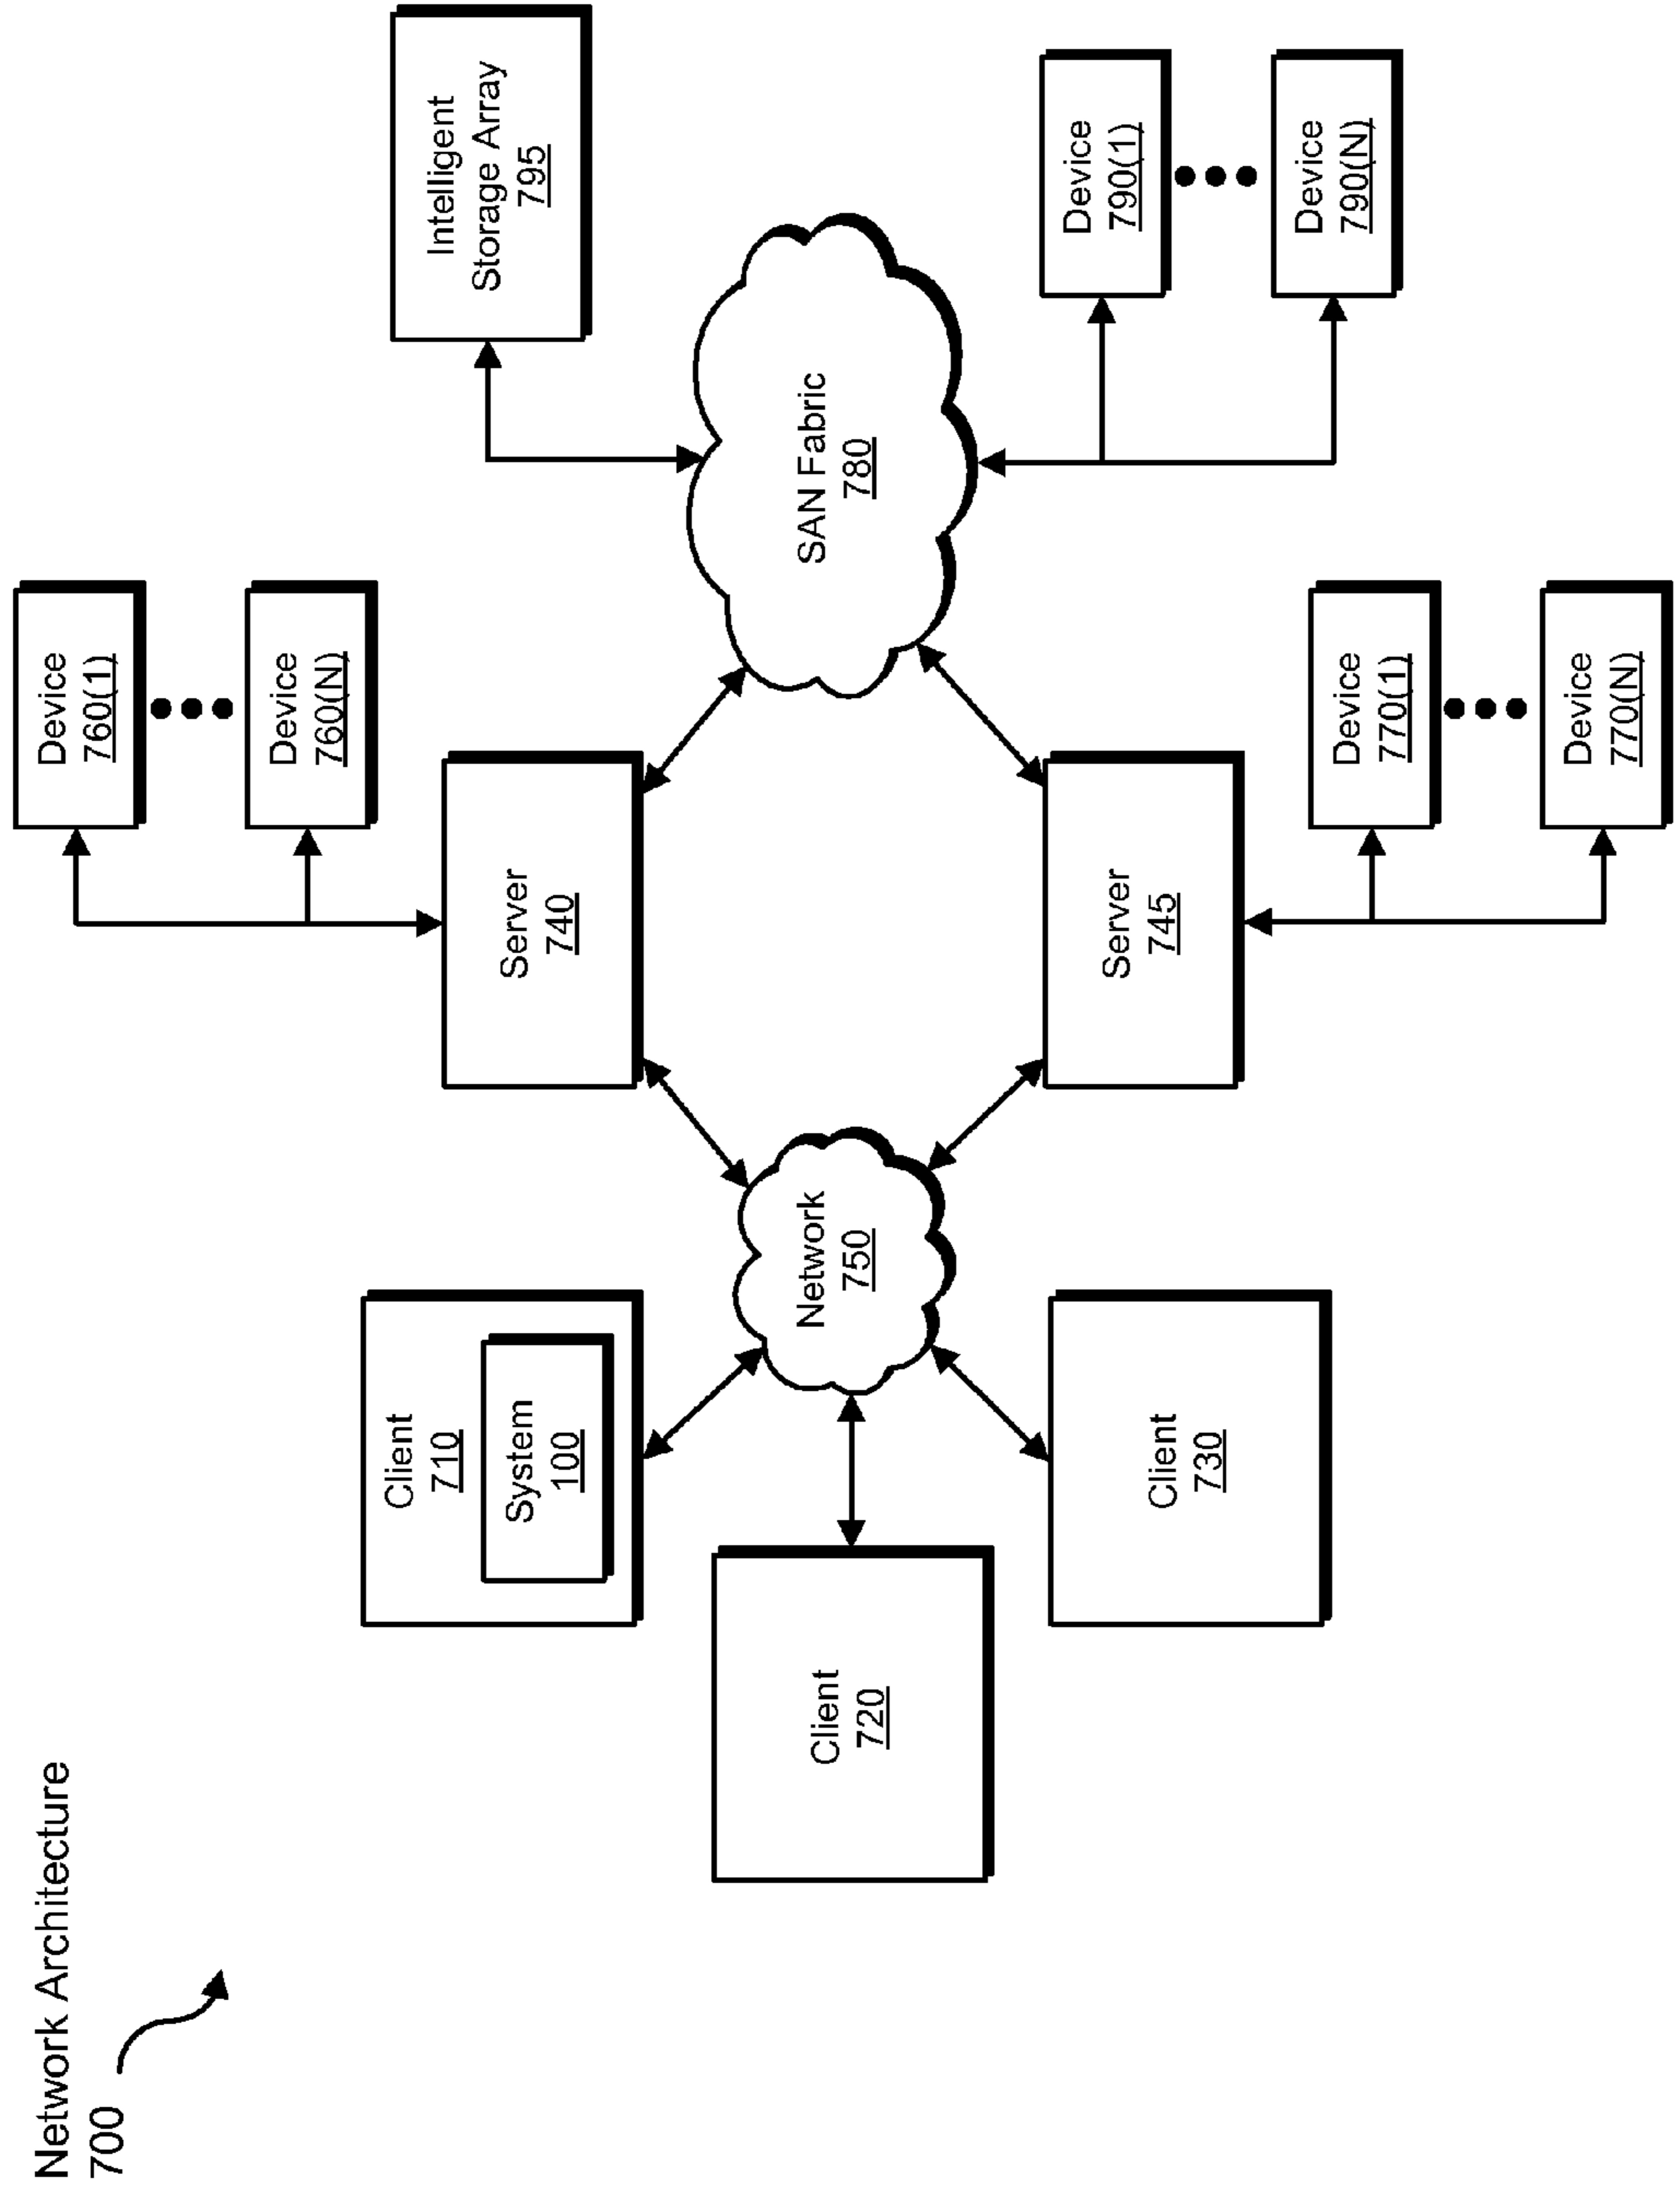 Network Architecture
700
Client
710
System
100
Client
720
Client
730
Network
750
Server
740
Server
745
Device
760(1)
Device
760(N)
Device
770(1)
Device
770(N)
SAN Fabric
780
Intelligent
Storage Array
795
Device
790(1)
Device
790(N)